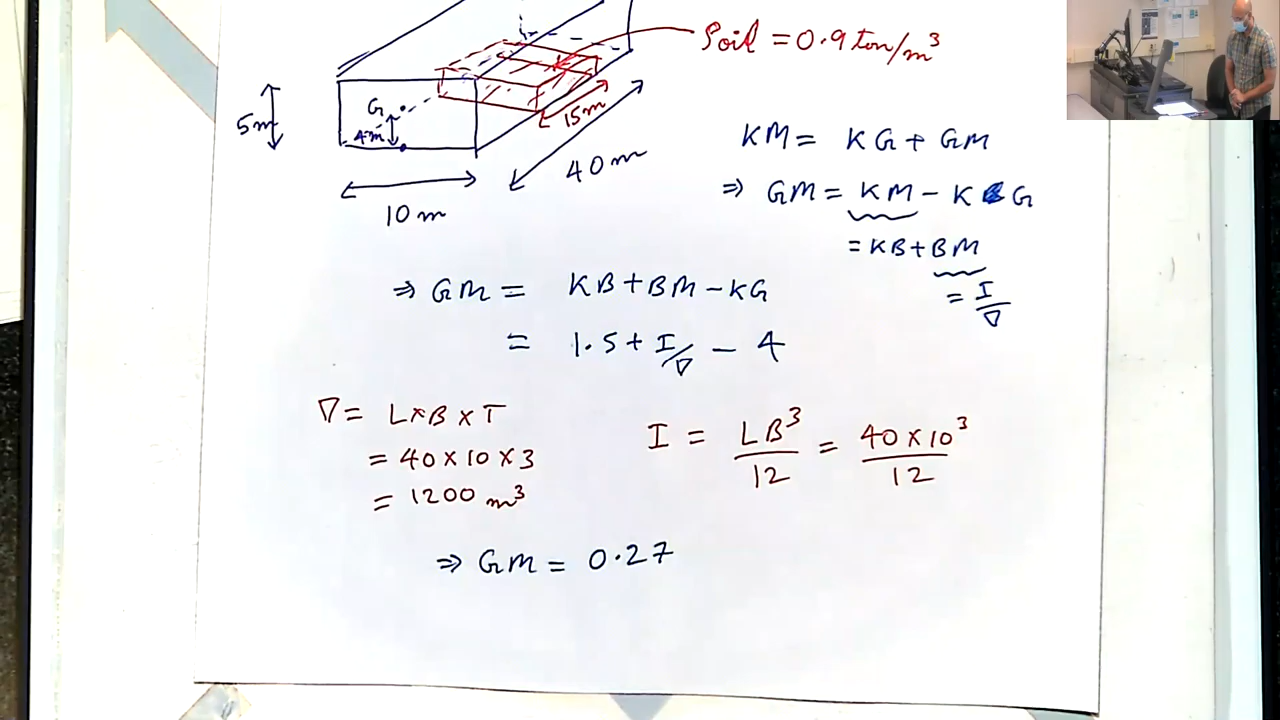 Soil = 0.9 ton/m³
5m
G
4m
15m
40m
10m
KM = KG + GM
⇒ GM = KM - KG
= KB + BM
= I/∇
⇒ GM = KB + BM - KG
= 1.5 + I/∇ - 4
∇ = L×B×T
= 40×10×3
= 1200 m³
I = LB³/12 = 40×10³/12
⇒ GM = 0.27